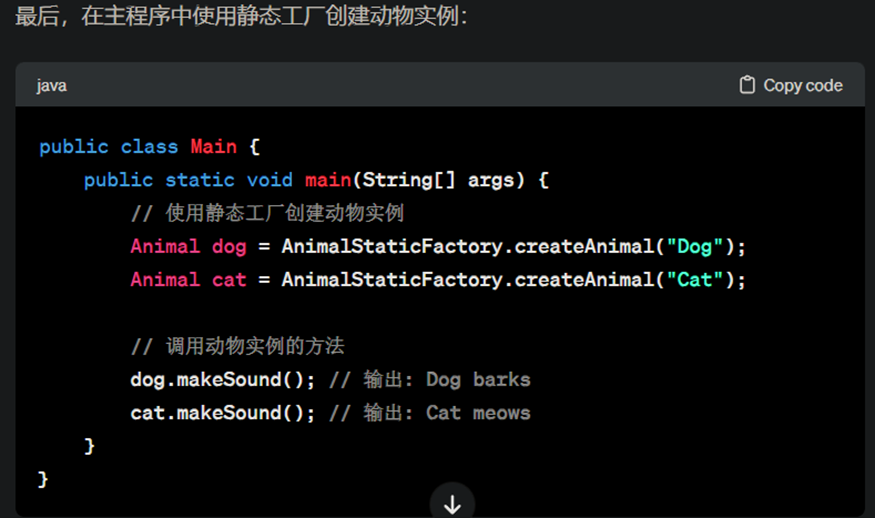 最后，在主程序中使用静态工厂创建动物实例：
java
Copy code
public class Main {
    public static void main(String[] args) {
        // 使用静态工厂创建动物实例
        Animal dog = AnimalStaticFactory.createAnimal("Dog");
        Animal cat = AnimalStaticFactory.createAnimal("Cat");
        // 调用动物实例的方法
        dog.makeSound(); // 输出: Dog barks
        cat.makeSound(); // 输出: Cat meows
    }
}